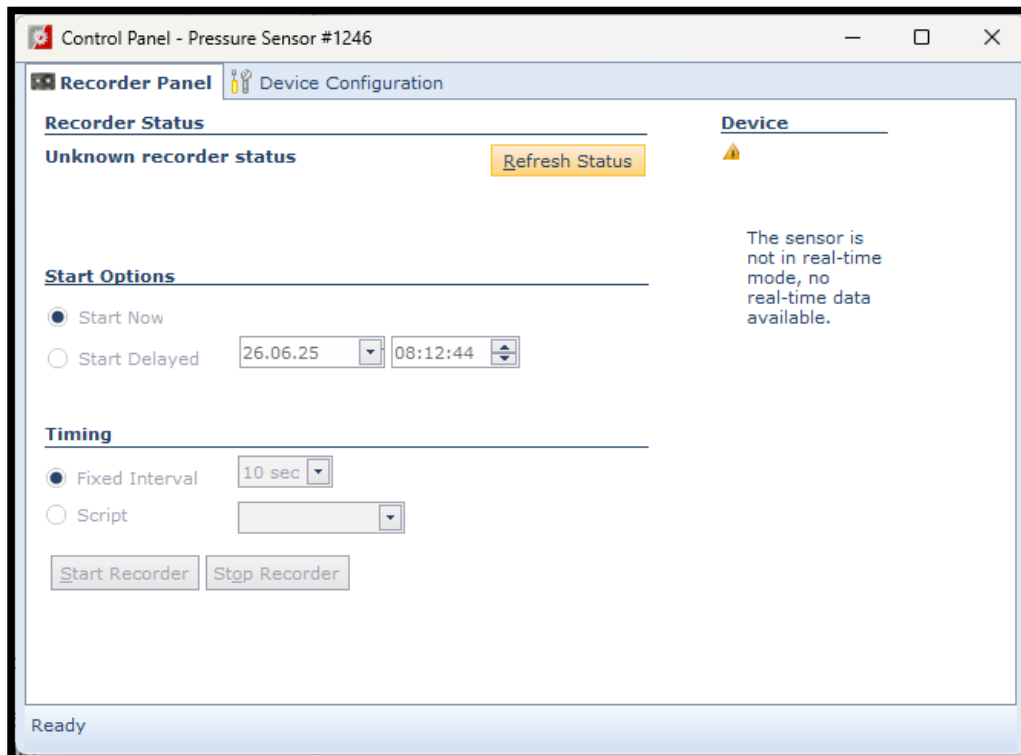 Control Panel - Pressure Sensor #1246
Recorder Panel
Device Configuration
Recorder Status
Device
Unknown recorder status
Refresh Status
The sensor is
not in real-time
mode, no
real-time data
available.
Start Options
Start Now
Start Delayed
26.06.25
08:12:44
Timing
Fixed Interval
10 sec
Script
Start Recorder
Stop Recorder
Ready